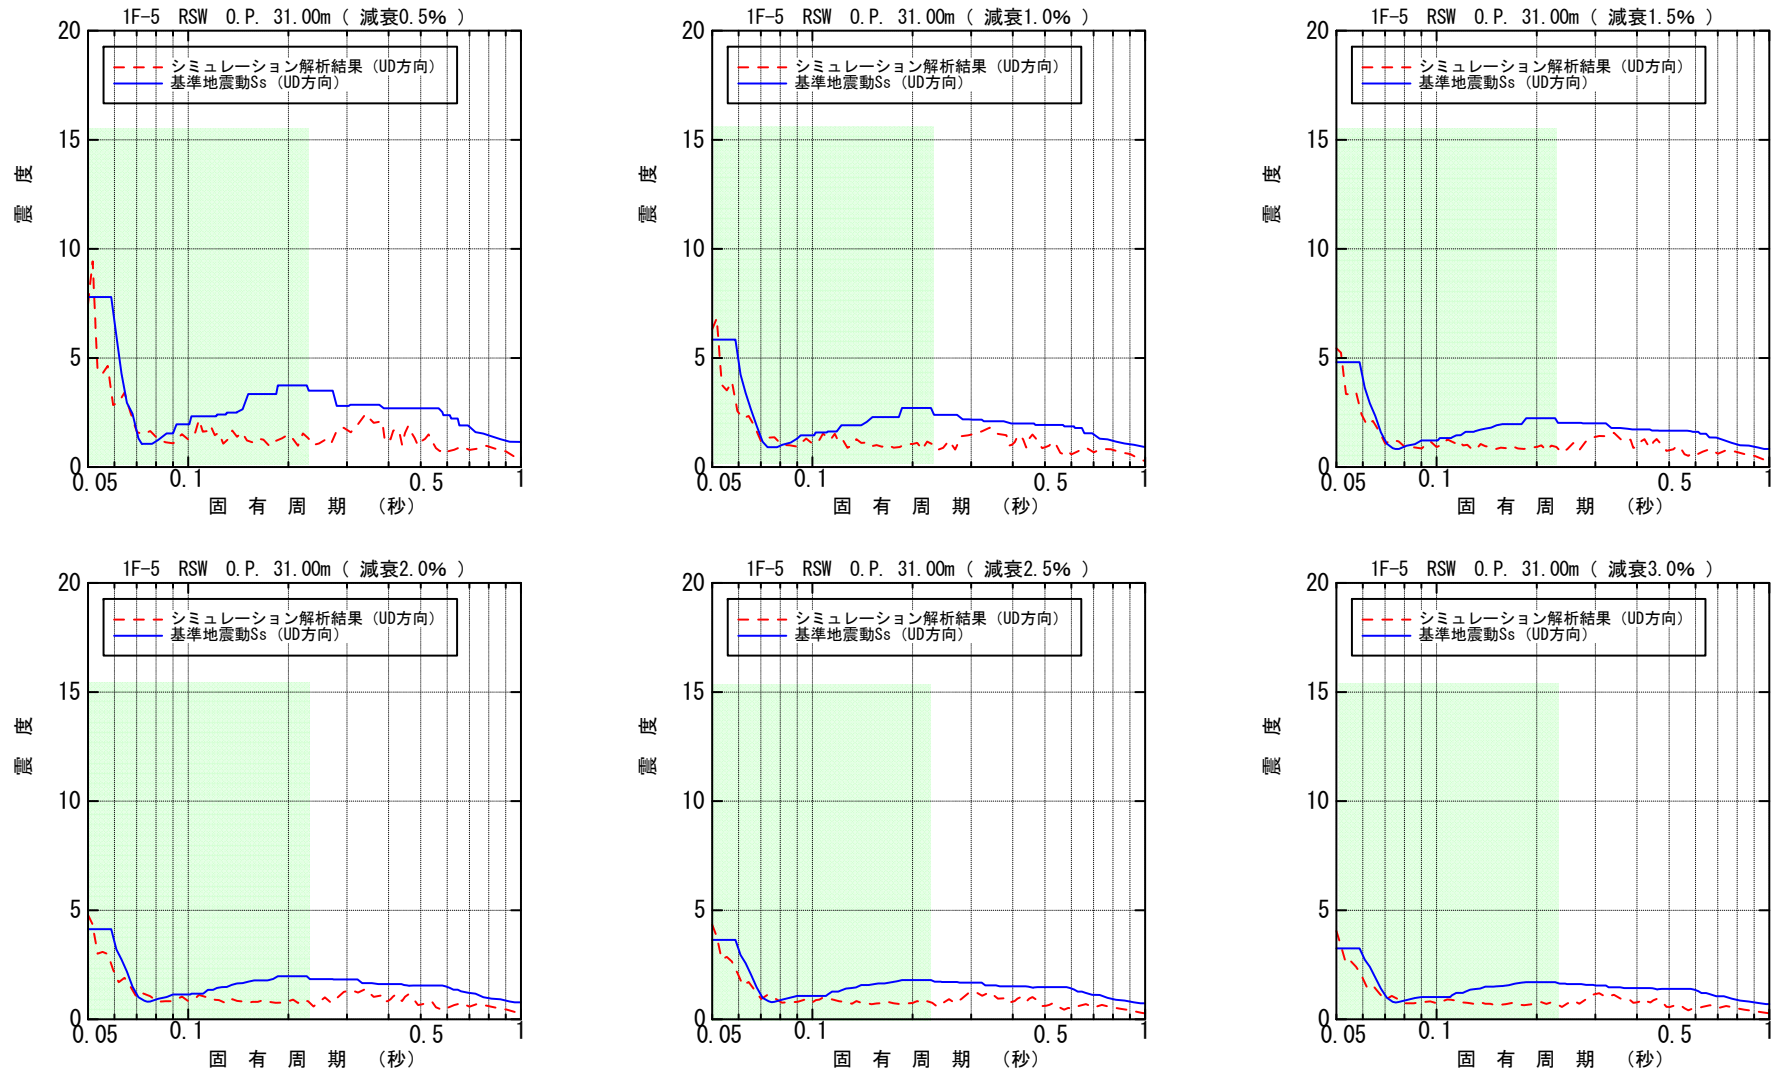 1F-5 RSW O.P. 31.00m ( 減衰0.5% )
20
15
10
5
0
震 度
シミュレーション解析結果 (UD方向)
基準地震動Ss (UD方向)
0.05 0.1 0.5 1
固 有 周 期 (秒)
1F-5 RSW O.P. 31.00m ( 減衰1.0% )
20
15
10
5
0
震 度
シミュレーション解析結果 (UD方向)
基準地震動Ss (UD方向)
0.05 0.1 0.5 1
固 有 周 期 (秒)
1F-5 RSW O.P. 31.00m ( 減衰1.5% )
20
15
10
5
0
震 度
シミュレーション解析結果 (UD方向)
基準地震動Ss (UD方向)
0.05 0.1 0.5 1
固 有 周 期 (秒)
1F-5 RSW O.P. 31.00m ( 減衰2.0% )
20
15
10
5
0
震 度
シミュレーション解析結果 (UD方向)
基準地震動Ss (UD方向)
0.05 0.1 0.5 1
固 有 周 期 (秒)
1F-5 RSW O.P. 31.00m ( 減衰2.5% )
20
15
10
5
0
震 度
シミュレーション解析結果 (UD方向)
基準地震動Ss (UD方向)
0.05 0.1 0.5 1
固 有 周 期 (秒)
1F-5 RSW O.P. 31.00m ( 減衰3.0% )
20
15
10
5
0
震 度
シミュレーション解析結果 (UD方向)
基準地震動Ss (UD方向)
0.05 0.1 0.5 1
固 有 周 期 (秒)